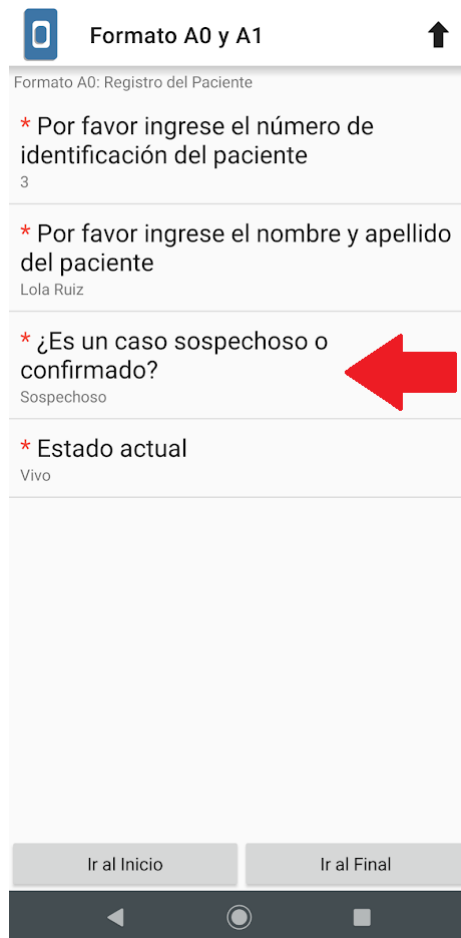 Formato A0 y A1
Formato A0: Registro del Paciente
* Por favor ingrese el número de
identificación del paciente
3
* Por favor ingrese el nombre y apellido
del paciente
Lola Ruiz
* ¿Es un caso sospechoso o
confirmado?
Sospechoso
* Estado actual
Vivo
Ir al Inicio
Ir al Final